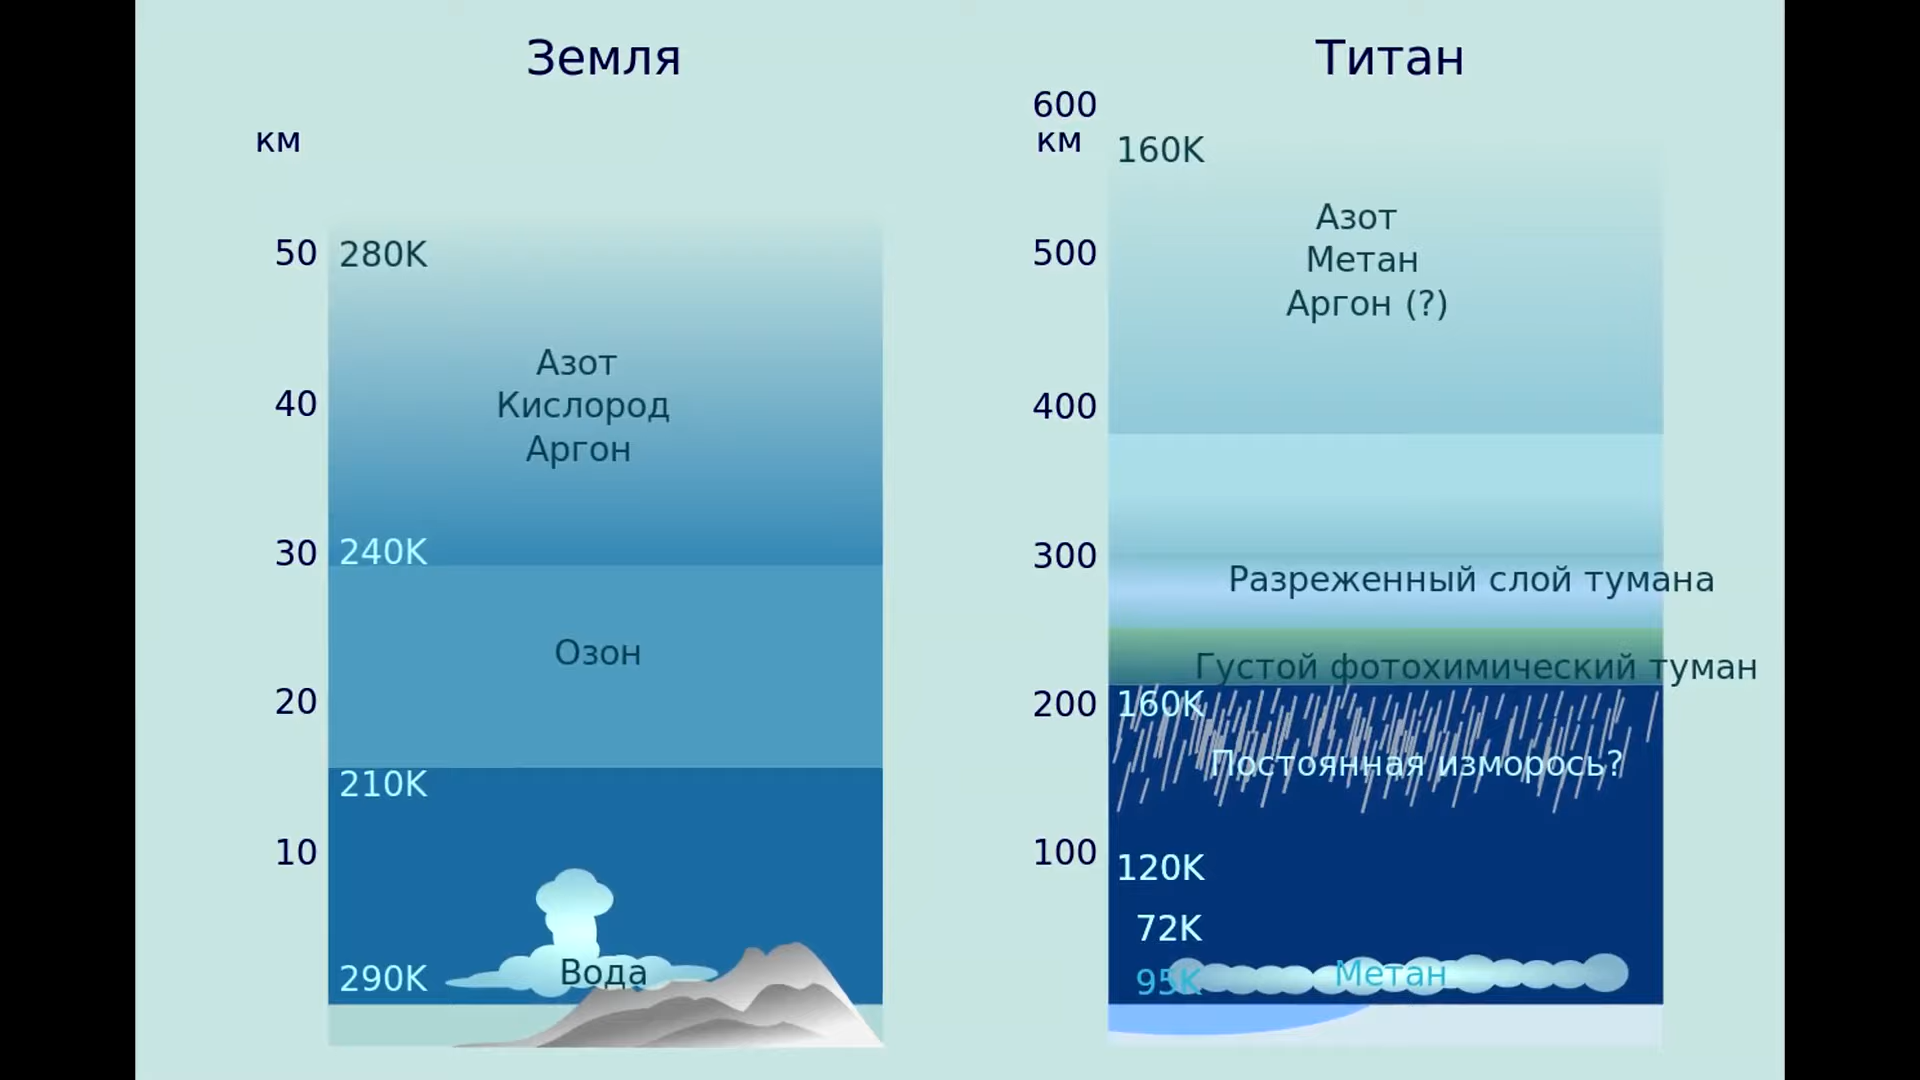 Земля
км
50
280K
Азот
Кислород
Аргон
40
30
240K
Озон
20
210K
10
290K
Вода
Титан
600
км
160K
Азот
Метан
Аргон (?)
500
400
300
Разреженный слой тумана
Густой фотохимический туман
200
160K
Постоянная изморось?
100
120K
72K
95K
Метан